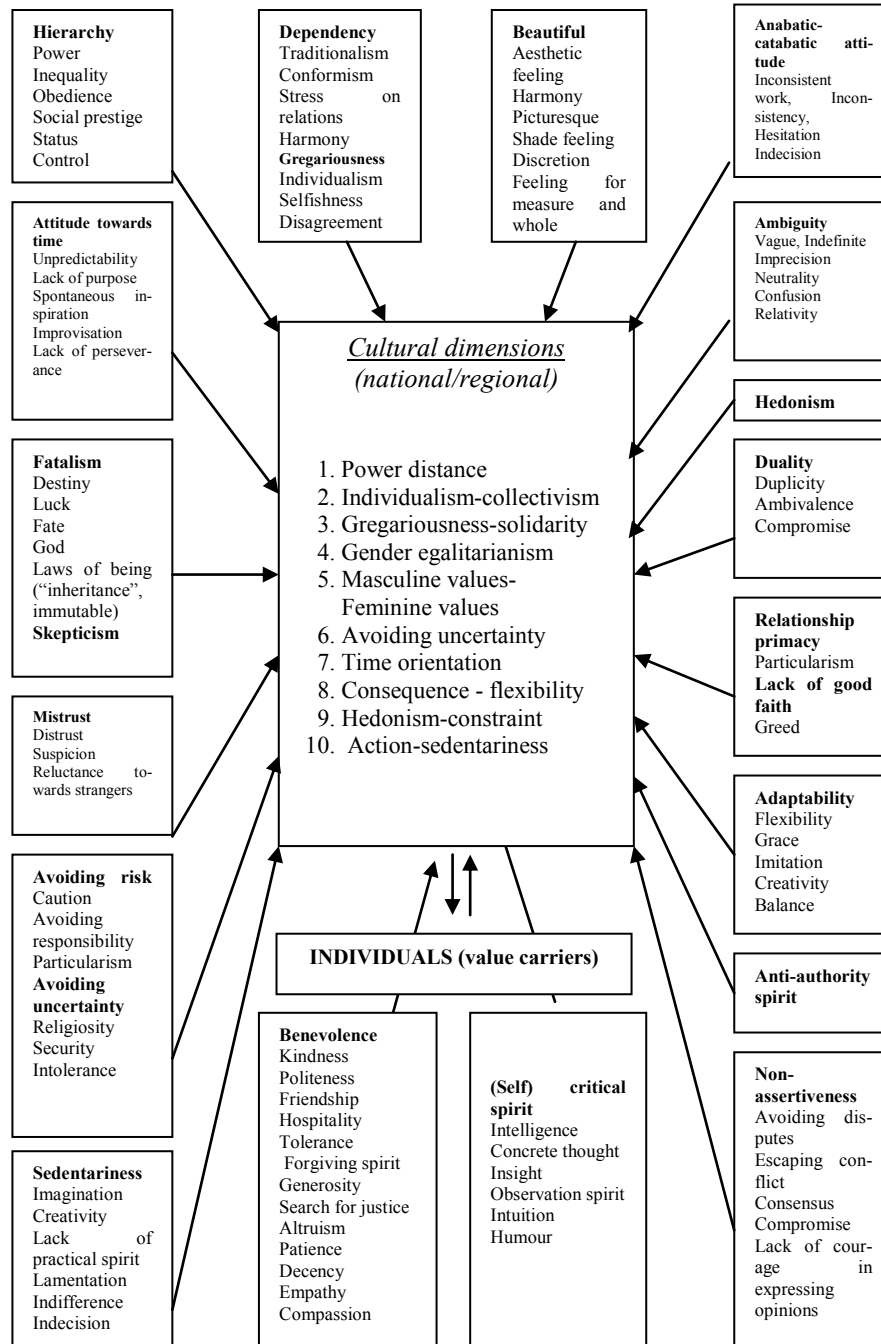 Hierarchy
Power
Inequality
Obedience
Social prestige
Status
Control
Dependency
Traditionalism
Conformism
Stress on
relations
Harmony
Gregariousness
Individualism
Selfishness
Disagreement
Beautiful
Aesthetic
feeling
Harmony
Picturesque
Shade feeling
Discretion
Feeling for
measure and
whole
Anabatic-
catabatic atti-
tude
Inconsistent
work, Incon-
sistency,
Hesitation
Indecision
Attitude towards
time
Unpredictability
Lack of purpose
Spontaneous in-
spiration
Improvisation
Lack of persever-
ance
Ambiguity
Vague, Indefinite
Imprecision
Neutrality
Confusion
Relativity
Cultural dimensions
(national/regional)
1. Power distance
2. Individualism-collectivism
3. Gregariousness-solidarity
4. Gender egalitarianism
5. Masculine values-
Feminine values
6. Avoiding uncertainty
7. Time orientation
8. Consequence - flexibility
9. Hedonism-constraint
10. Action-sedentariness
Hedonism
Fatalism
Destiny
Luck
Fate
God
Laws of being
(“inheritance”,
immutable)
Skepticism
Duality
Duplicity
Ambivalence
Compromise
Relationship
primacy
Particularism
Lack of good
faith
Greed
Mistrust
Distrust
Suspicion
Reluctance to-
wards strangers
Adaptability
Flexibility
Grace
Imitation
Creativity
Balance
Avoiding risk
Caution
Avoiding
responsibility
Particularism
Avoiding
uncertainty
Religiosity
Security
Intolerance
INDIVIDUALS (value carriers)
Anti-authority
spirit
Sedentariness
Imagination
Creativity
Lack of
practical spirit
Lamentation
Indifference
Indecision
Benevolence
Kindness
Politeness
Friendship
Hospitality
Tolerance
Forgiving spirit
Generosity
Search for justice
Altruism
Patience
Decency
Empathy
Compassion
(Self) critical
spirit
Intelligence
Concrete thought
Insight
Observation spirit
Intuition
Humour
Non-
assertiveness
Avoiding dis-
putes
Escaping con-
flict
Consensus
Compromise
Lack of cour-
age in
expressing
opinions